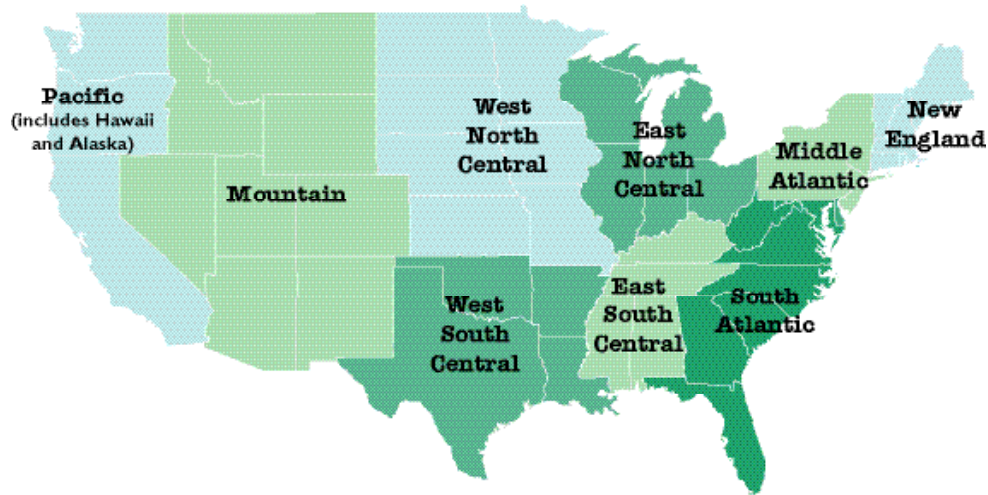 Pacific
(includes Hawaii
and Alaska)
Mountain
West
North
Central
East
North
Central
New
England
Middle
Atlantic
West
South
Central
East
South
Central
South
Atlantic